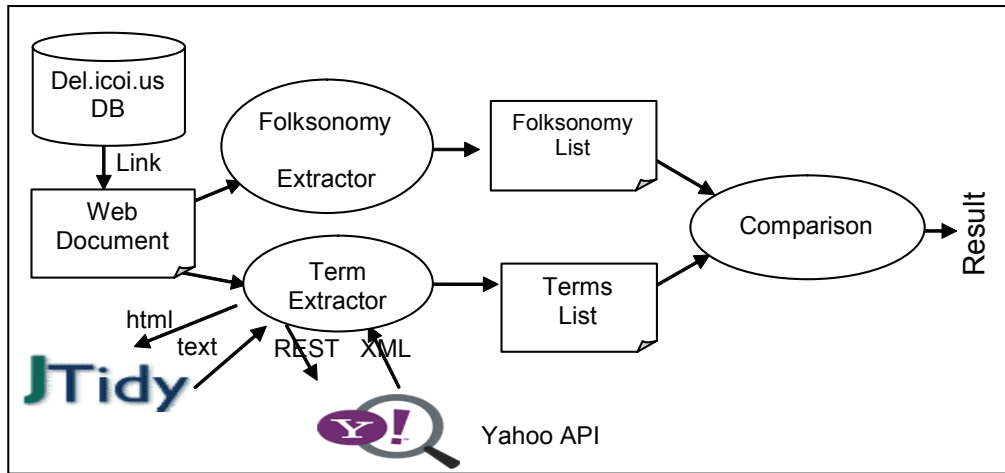 Del.icoi.us
DB
Link
Web
Document
Folksonomy
Extractor
Folksonomy
List
Comparison
Result
Term
Extractor
Terms
List
html
text
REST XML
JTidy
Y!
Yahoo API